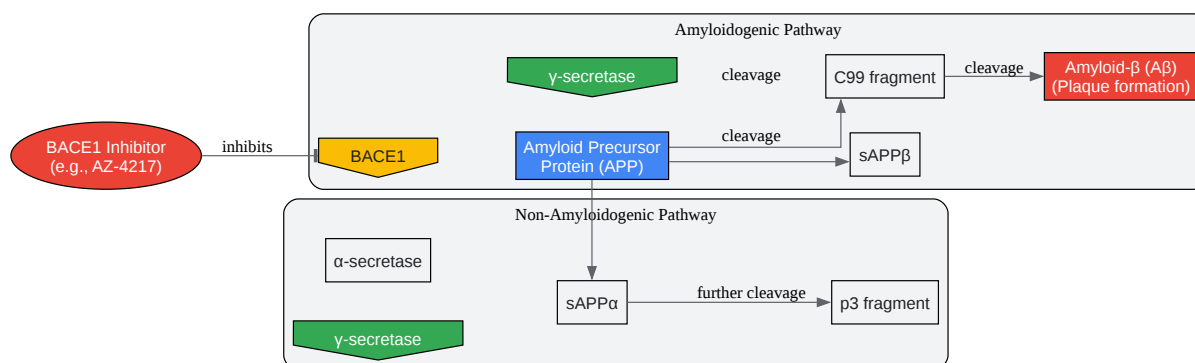 Amyloidogenic Pathway
γ-secretase
cleavage
C99 fragment
cleavage
Amyloid-β (Aβ)
(Plaque formation)
BACE1 Inhibitor
(e.g., AZ-4217)
inhibits
BACE1
Amyloid Precursor
Protein (APP)
cleavage
sAPPβ
Non-Amyloidogenic Pathway
α-secretase
sAPPα
further cleavage
p3 fragment
γ-secretase